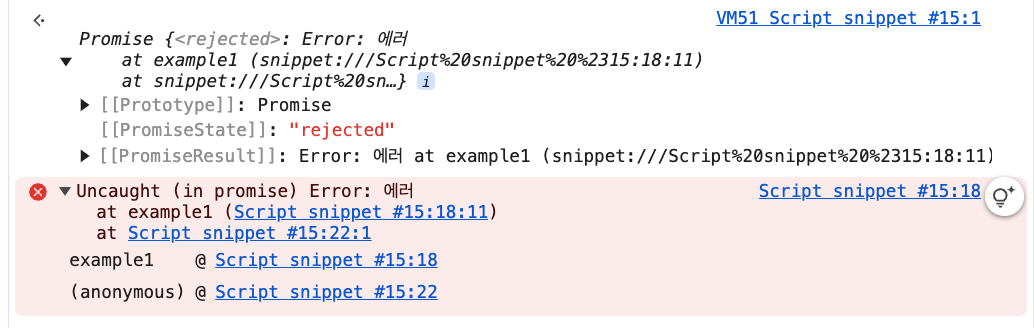 VM51 Script snippet #15:1
Promise {<rejected>: Error: 에러
at example1 (snippet:///Script%20snippet%20%2315:18:11)
at snippet:///Script%20sn…} i
[[Prototype]]: Promise
[[PromiseState]]: "rejected"
[[PromiseResult]]: Error: 에러 at example1 (snippet:///Script%20snippet%20%2315:18:11)
Uncaught (in promise) Error: 에러 Script snippet #15:18
at example1 (Script snippet #15:18:11)
at Script snippet #15:22:1
example1 @ Script snippet #15:18
(anonymous) @ Script snippet #15:22